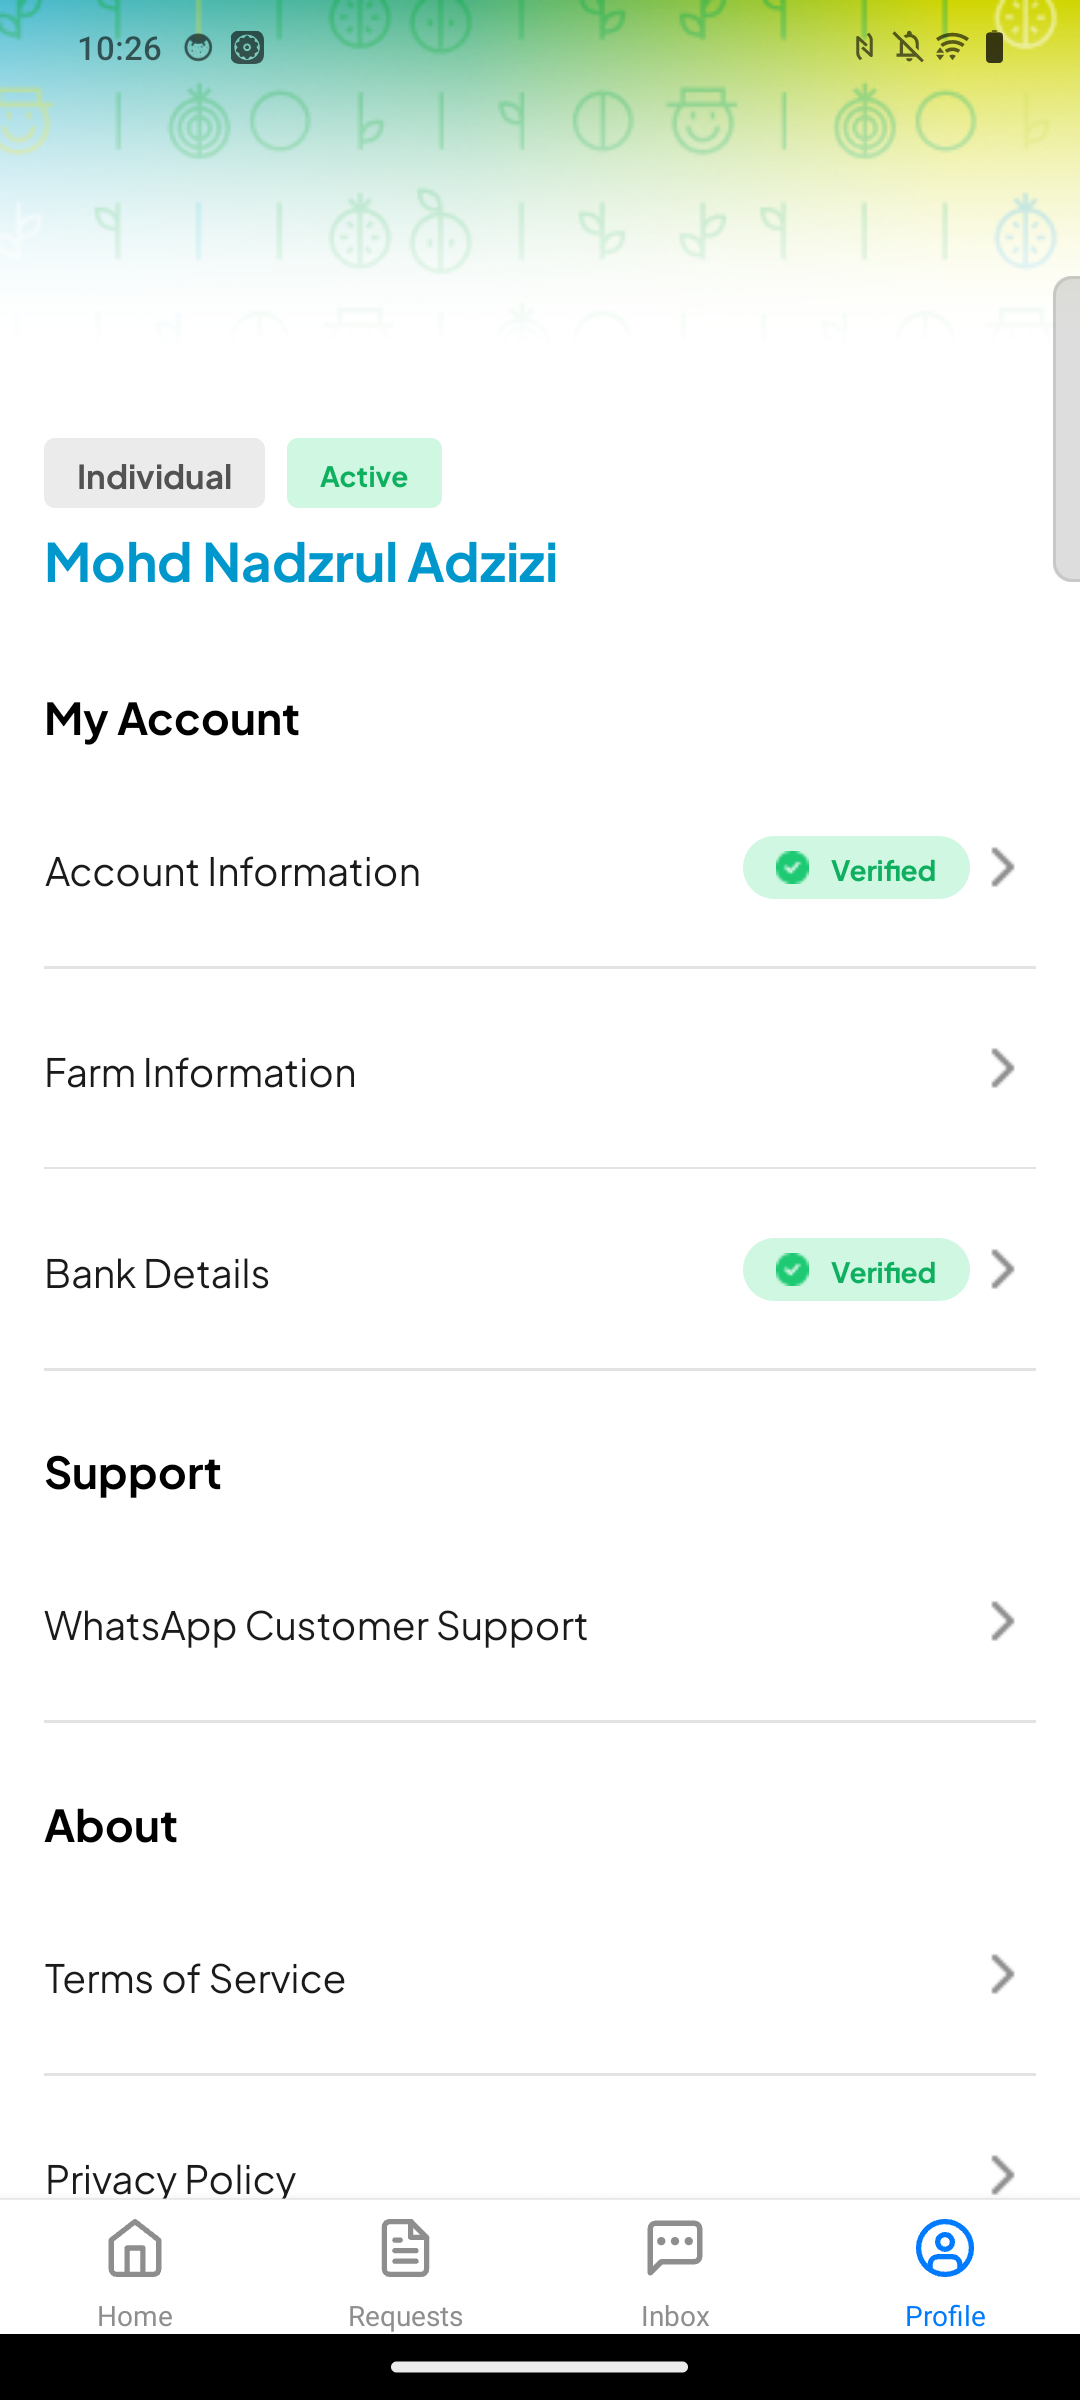 10:26
Individual
Active
Mohd Nadzrul Adzizi
My Account
Account Information
Verified
Farm Information
Bank Details
Verified
Support
WhatsApp Customer Support
About
Terms of Service
Privacy Policy
Home
Requests
Inbox
Profile